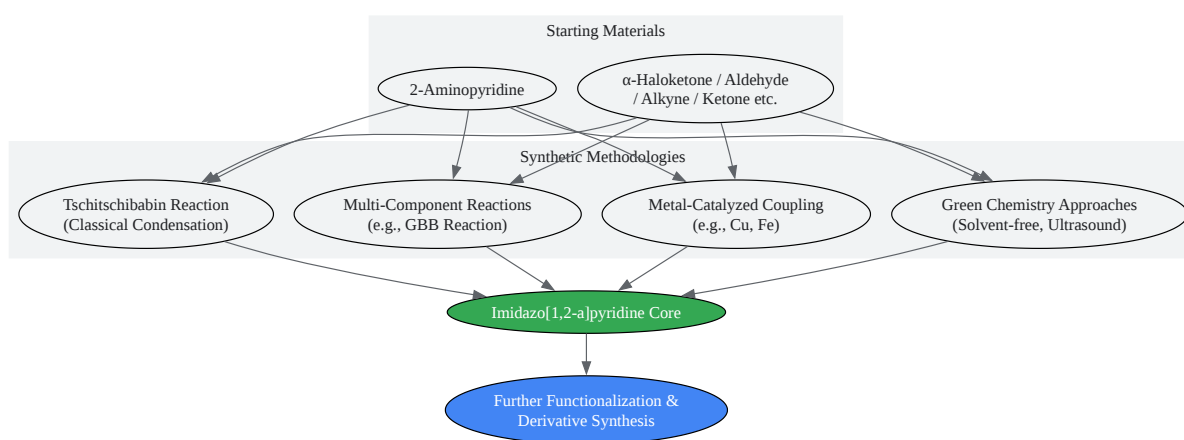 Starting Materials
2-Aminopyridine
α-Haloketone / Aldehyde
/ Alkyne / Ketone etc.
Synthetic Methodologies
Tschitschibabin Reaction
(Classical Condensation)
Multi-Component Reactions
(e.g., GBB Reaction)
Metal-Catalyzed Coupling
(e.g., Cu, Fe)
Green Chemistry Approaches
(Solvent-free, Ultrasound)
Imidazo[1,2-a]pyridine Core
Further Functionalization &
Derivative Synthesis